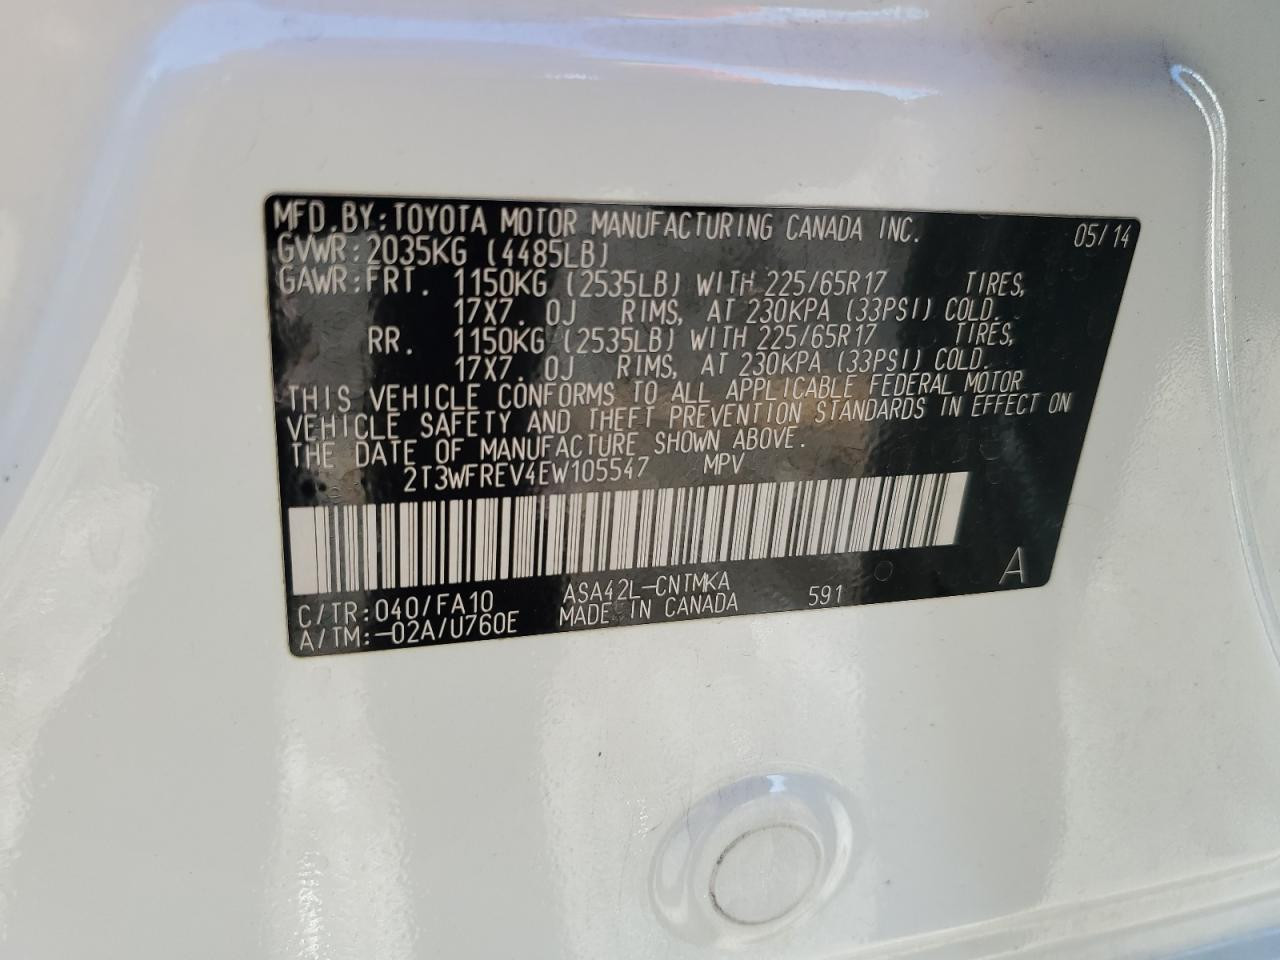 MFD.BY:TOYOTA MOTOR MANUFACTURING CANADA INC. 05/14
GVWR:2035KG (4485LB)
GAWR:FRT. 1150KG (2535LB) WITH 225/65R17 TIRES,
17X7.0J RIMS, AT 230KPA (33PSI) COLD.
RR. 1150KG (2535LB) WITH 225/65R17 TIRES,
17X7.0J RIMS, AT 230KPA (33PSI) COLD.
THIS VEHICLE CONFORMS TO ALL APPLICABLE FEDERAL MOTOR
VEHICLE SAFETY AND THEFT PREVENTION STANDARDS IN EFFECT ON
THE DATE OF MANUFACTURE SHOWN ABOVE.
2T3WFREV4EW105547 MPV
C/TR:040/FA10 ASA42L-CNTMKA 591 A
A/TM:-02A/U760E MADE IN CANADA